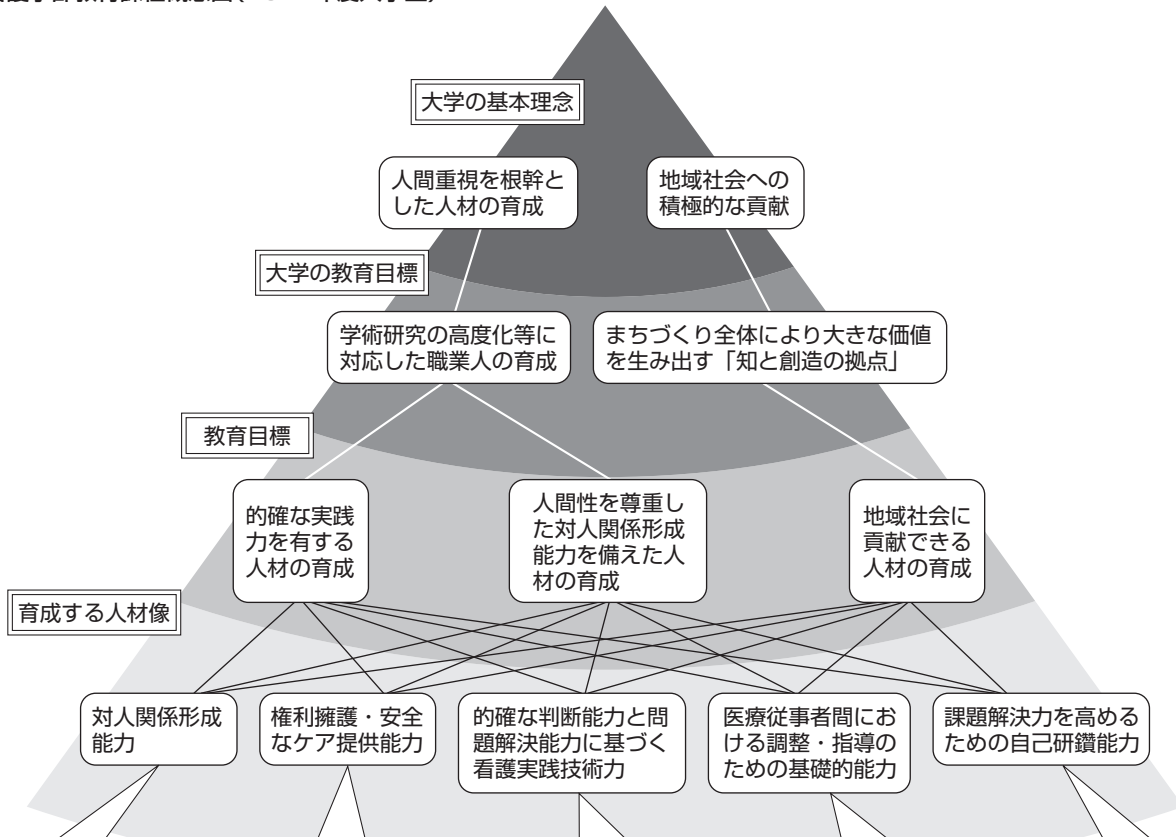 大学の基本理念
人間重視を根幹と
した人材の育成
地域社会への
積極的な貢献
大学の教育目標
学術研究の高度化等に
対応した職業人の育成
まちづくり全体により大きな価値
を生み出す「知と創造の拠点」
教育目標
的確な実践
力を有する
人材の育成
人間性を尊重し
た対人関係形成
能力を備えた人
材の育成
地域社会に
貢献できる
人材の育成
育成する人材像
対人関係形成
能力
権利擁護・安全
なケア提供能力
的確な判断能力と問
題解決能力に基づく
看護実践技術力
医療従事者間にお
ける調整・指導の
ための基礎的能力
課題解決力を高める
ための自己研鑽能力